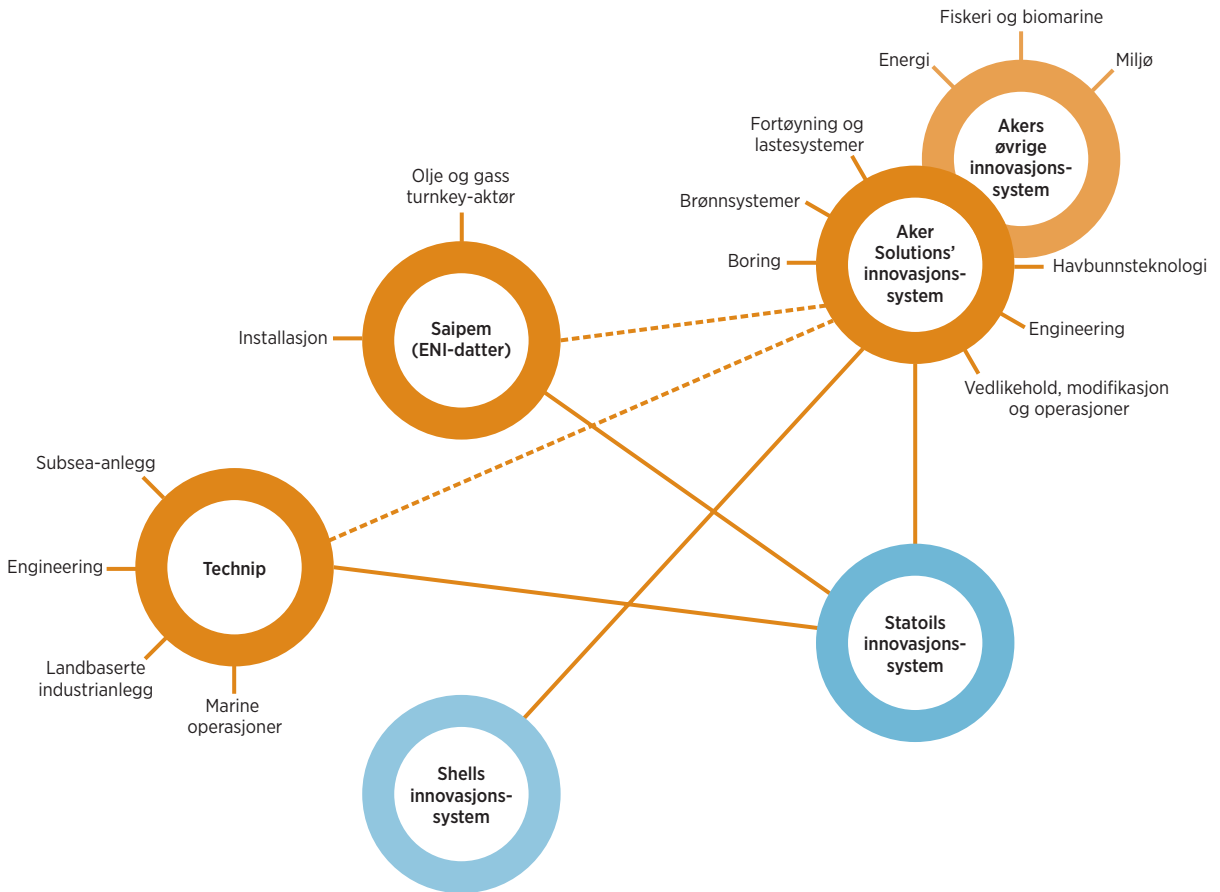 Fiskeri og biomarine
Energi
Miljø
Akers
øvrige
innovasjons-
system
Fortøyning og
lastesystemer
Brønnsystemer
Boring
Aker
Solutions’
innovasjons-
system
Havbunnsteknologi
Engineering
Vedlikehold, modifikasjon
og operasjoner
Olje og gass
turnkey-aktør
Installasjon
Saipem
(ENI-datter)
Subsea-anlegg
Engineering
Technip
Landbaserte
industrianlegg
Marine
operasjoner
Statoils
innovasjons-
system
Shells
innovasjons-
system